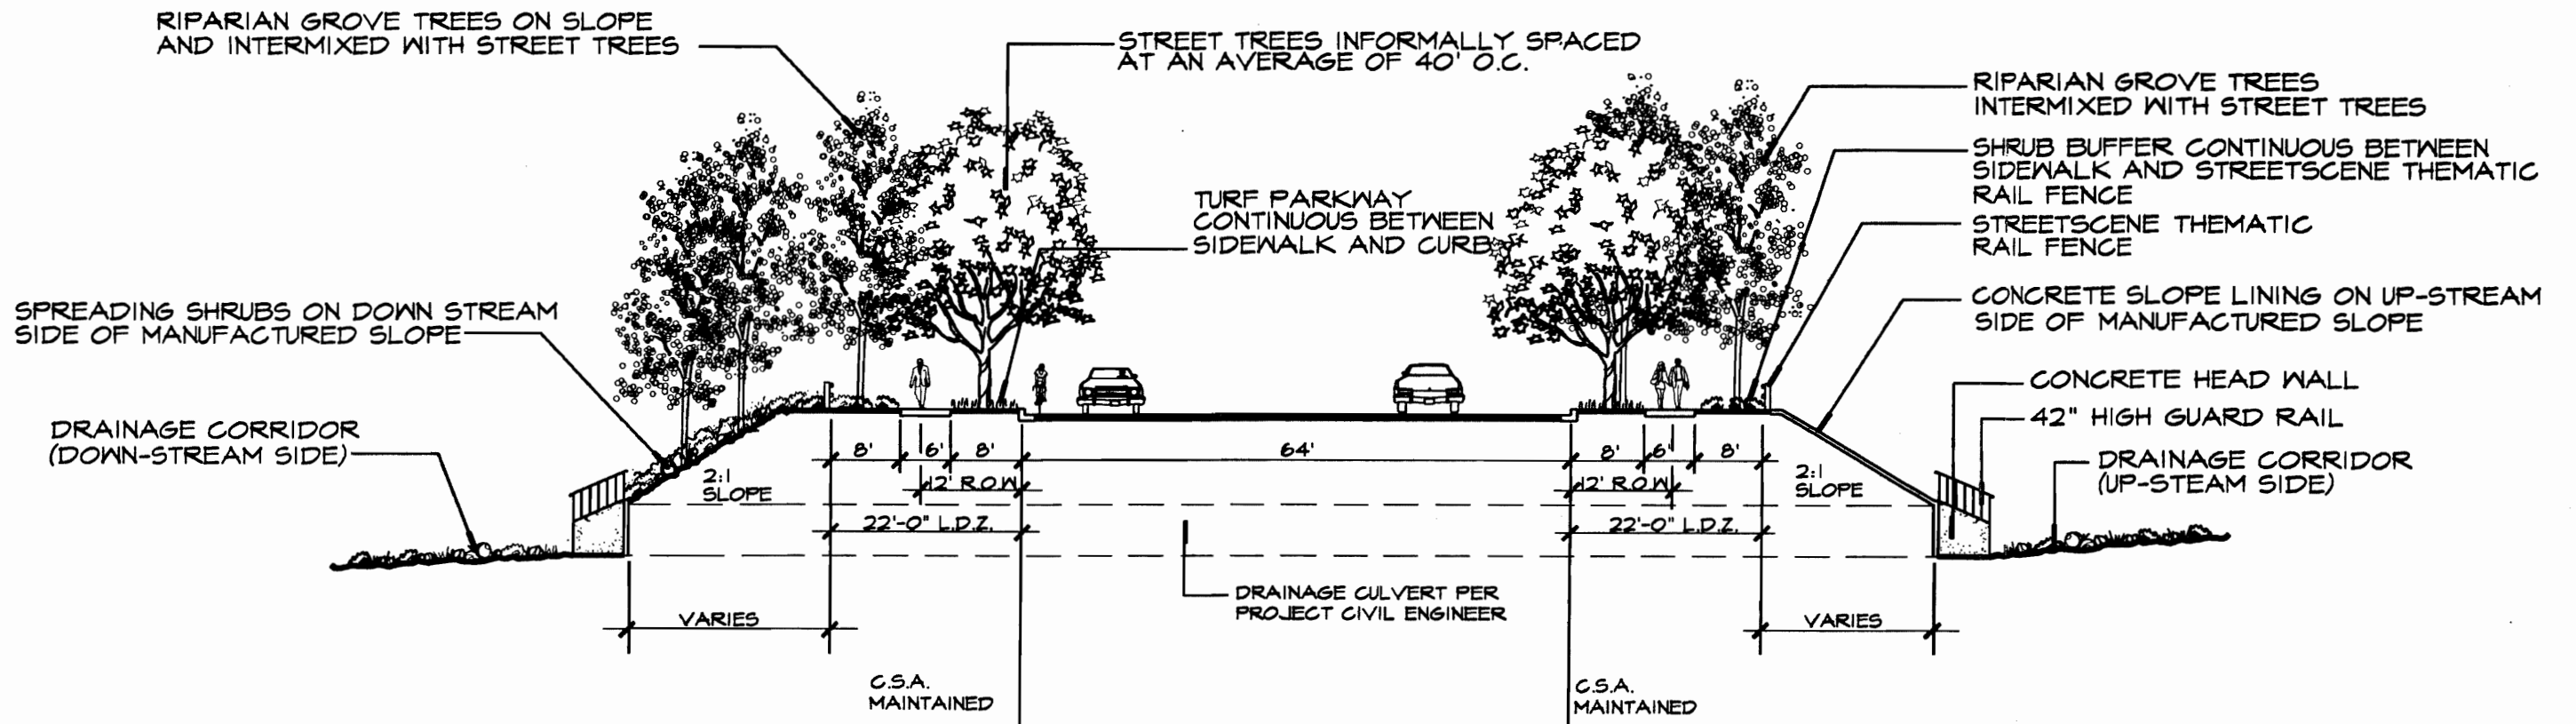 RIPARIAN GROVE TREES ON SLOPE
AND INTERMIXED WITH STREET TREES
STREET TREES INFORMALLY SPACED
AT AN AVERAGE OF 40' O.C.
RIPARIAN GROVE TREES
INTERMIXED WITH STREET TREES
SHRUB BUFFER CONTINUOUS BETWEEN
SIDEWALK AND STREETSCENE THEMATIC
RAIL FENCE
TURF PARKWAY
CONTINUOUS BETWEEN
SIDEWALK AND CURB
STREETSCENE THEMATIC
RAIL FENCE
SPREADING SHRUBS ON DOWN STREAM
SIDE OF MANUFACTURED SLOPE
CONCRETE SLOPE LINING ON UP-STREAM
SIDE OF MANUFACTURED SLOPE
CONCRETE HEAD WALL
42" HIGH GUARD RAIL
DRAINAGE CORRIDOR
(DOWN-STREAM SIDE)
DRAINAGE CORRIDOR
(UP-STEAM SIDE)
8' 6' 8' 64' 8' 6' 8'
2:1
SLOPE
12' R.O.W
12' R.O.W
2:1
SLOPE
22'-0" L.D.Z.
22'-0" L.D.Z.
DRAINAGE CULVERT PER
PROJECT CIVIL ENGINEER
VARIES
VARIES
C.S.A.
MAINTAINED
C.S.A.
MAINTAINED